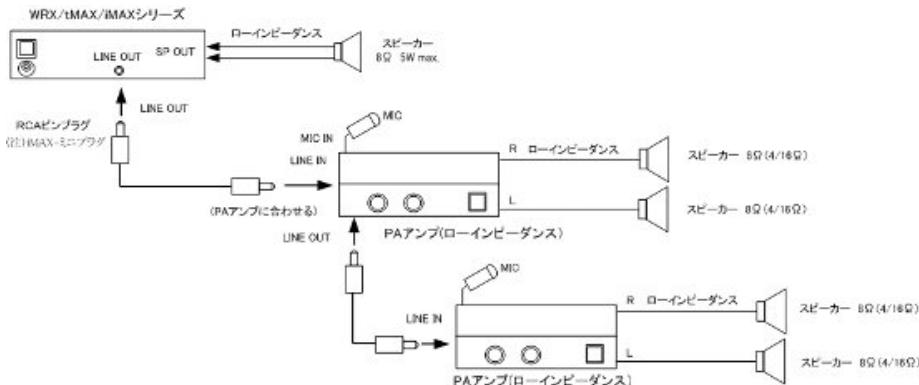 WRX/tMAX/iMAXシリーズ
LINE OUT
SP OUT
ローインピーダンス
スピーカー
8Ω 5W max.
LINE OUT
RCAピンプラグ
(注)iMAX-ミニプラグ
MIC
MIC IN
LINE IN
(PAアンプに合わせる)
R ローインピーダンス
スピーカー 8Ω(4/16Ω)
L
スピーカー 8Ω(4/16Ω)
PAアンプ(ローインピーダンス)
LINE OUT
MIC
LINE IN
R ローインピーダンス
スピーカー 8Ω(4/16Ω)
L
スピーカー 8Ω(4/16Ω)
PAアンプ(ローインピーダンス)